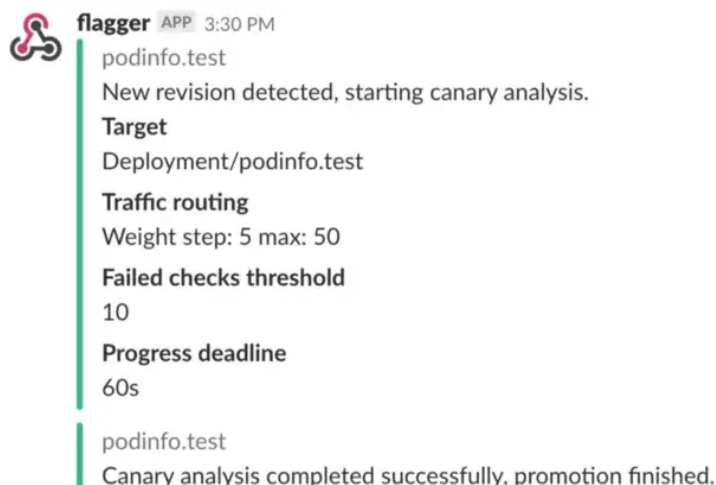 flagger APP 3:30 PM
podinfo.test
New revision detected, starting canary analysis.
Target
Deployment/podinfo.test
Traffic routing
Weight step: 5 max: 50
Failed checks threshold
10
Progress deadline
60s
podinfo.test
Canary analysis completed successfully, promotion finished.